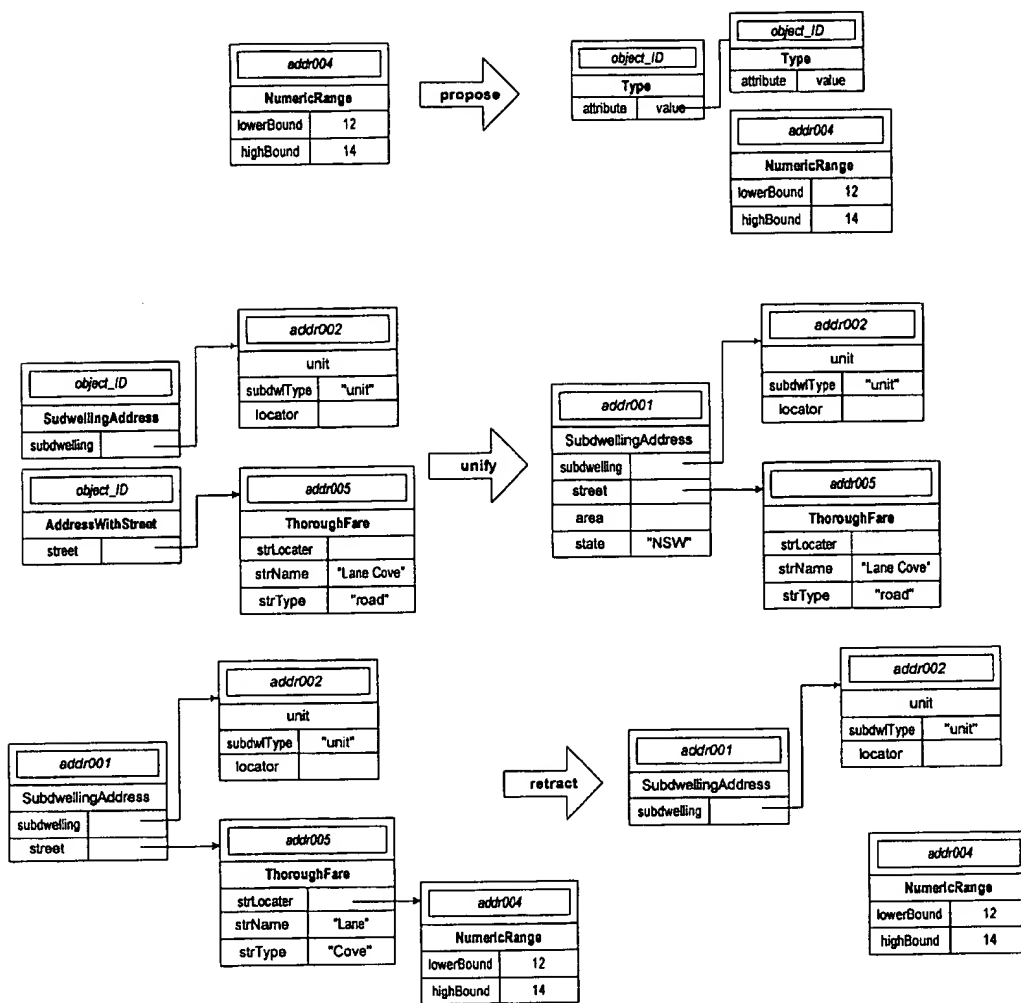 addr004
NumericRange
lowerBound 12
highBound 14
propose
object_ID
Type
attribute value
object_ID
Type
attribute value
addr004
NumericRange
lowerBound 12
highBound 14
object_ID
SudwellingAddress
subdwelling
addr002
unit
subdwlType "unit"
locator
object_ID
AddressWithStreet
street
addr005
ThoroughFare
strLocater
strName "Lane Cove"
strType "road"
unify
addr001
SubdwellingAddress
subdwelling
street
area
state "NSW"
addr002
unit
subdwlType "unit"
locator
addr005
ThoroughFare
strLocater
strName "Lane Cove"
strType "road"
addr001
SubdwellingAddress
subdwelling
street
addr002
unit
subdwlType "unit"
locator
addr005
ThoroughFare
strLocater
strName "Lane"
strType "Cove"
addr004
NumericRange
lowerBound 12
highBound 14
retract
addr001
SubdwellingAddress
subdwelling
addr002
unit
subdwlType "unit"
locator
addr004
NumericRange
lowerBound 12
highBound 14